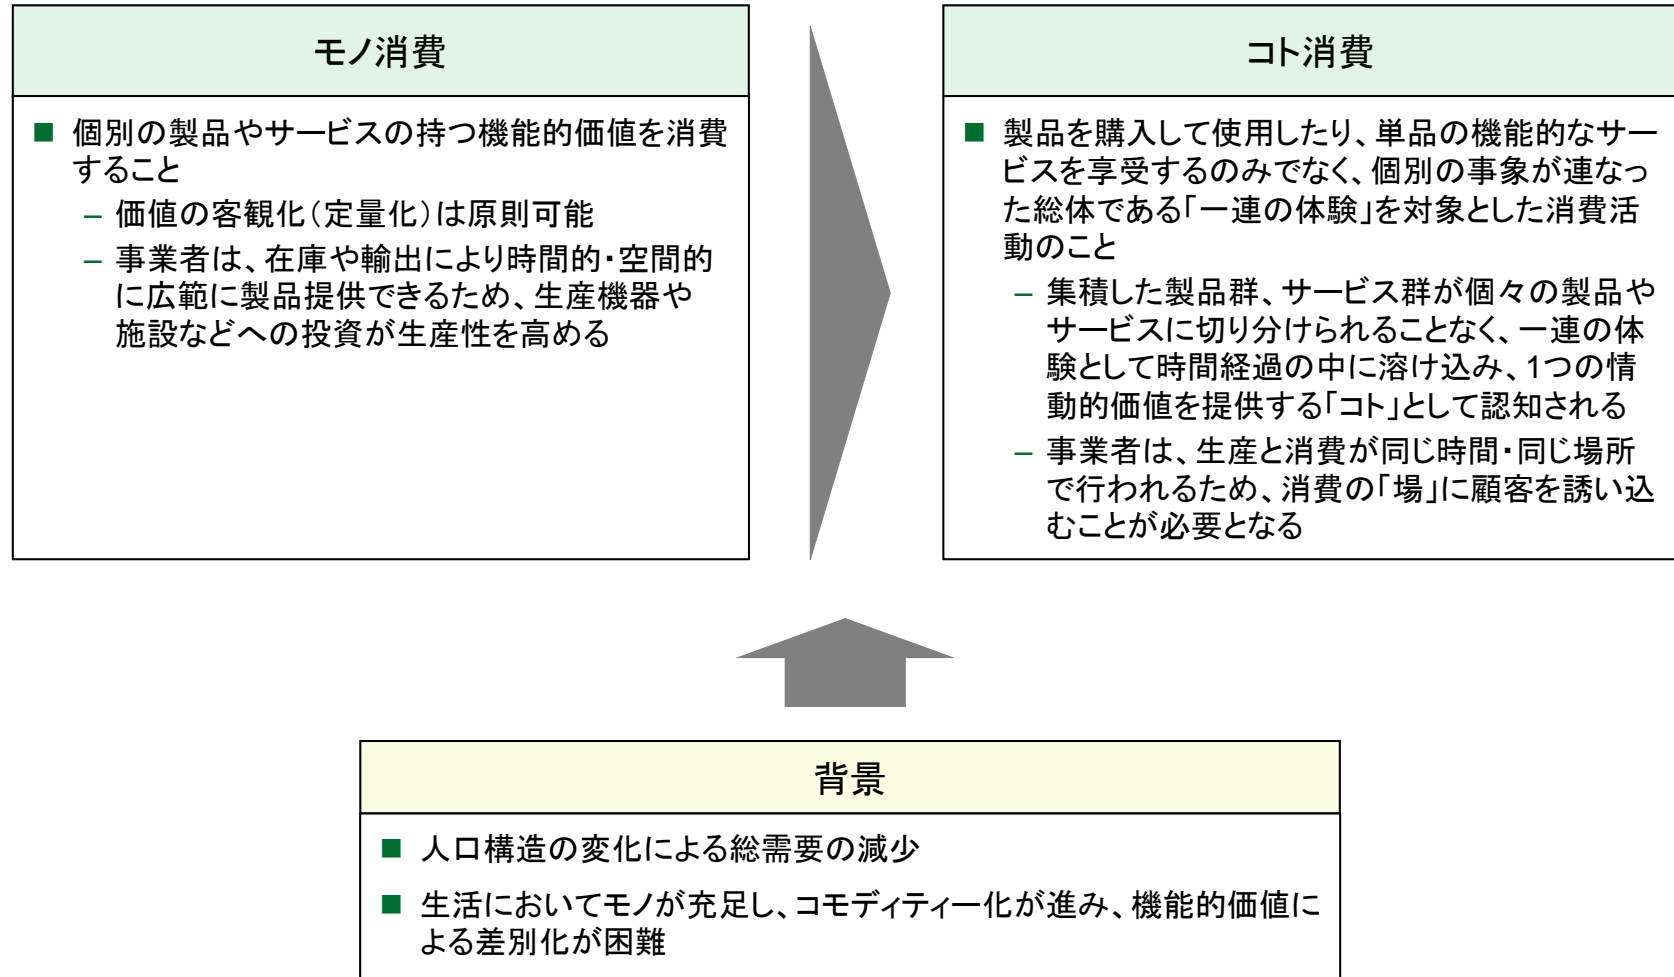 モノ消費
■ 個別の製品やサービスの持つ機能的価値を消費
すること
– 価値の客観化（定量化）は原則可能
– 事業者は、在庫や輸出により時間的・空間的
に広範に製品提供できるため、生産機器や
施設などへの投資が生産性を高める
コト消費
■ 製品を購入して使用したり、単品の機能的なサー
ビスを享受するのみでなく、個別の事象が連なっ
た総体である「一連の体験」を対象とした消費活
動のこと
– 集積した製品群、サービス群が個々の製品や
サービスに切り分けられることなく、一連の体
験として時間経過の中に溶け込み、1つの情
動的価値を提供する「コト」として認知される
– 事業者は、生産と消費が同じ時間・同じ場所
で行われるため、消費の「場」に顧客を誘い込
むことが必要となる
背景
■ 人口構造の変化による総需要の減少
■ 生活においてモノが充足し、コモディティー化が進み、機能的価値に
よる差別化が困難